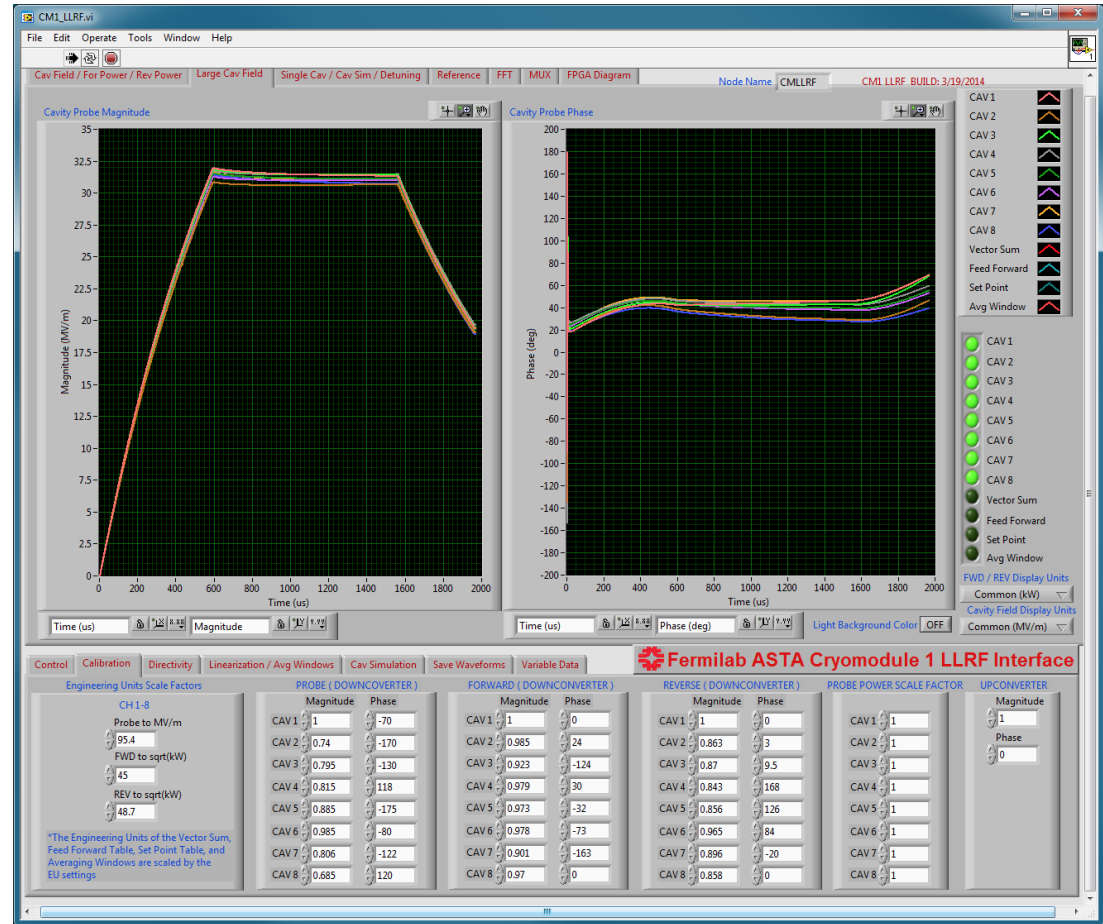 CM1_LLRF.vi
File Edit Operate Tools Window Help
Cav Field / For Power / Rev Power Large Cav Field Single Cav / Cav Sim / Detuning Reference FFT MUX FPGA Diagram
Node Name CMLLRF CM1 LLRF BUILD: 3/19/2014
Cavity Probe Magnitude
35
32.5
30
27.5
25
22.5
20
17.5
15
12.5
10
7.5
5
2.5
0
Magnitude (MV/m)
0 200 400 600 800 1000 1200 1400 1600 1800 2000
Time (us)
Time (us) Magnitude
Cavity Probe Phase
200
180
160
140
120
100
80
60
40
20
0
-20
-40
-60
-80
-100
-120
-140
-160
-180
-200
Phase (deg)
0 200 400 600 800 1000 1200 1400 1600 1800 2000
Time (us)
Time (us) Phase (deg)
Light Background Color OFF
CAV 1
CAV 2
CAV 3
CAV 4
CAV 5
CAV 6
CAV 7
CAV 8
Vector Sum
Feed Forward
Set Point
Avg Window
CAV 1
CAV 2
CAV 3
CAV 4
CAV 5
CAV 6
CAV 7
CAV 8
Vector Sum
Feed Forward
Set Point
Avg Window
FWD / REV Display Units
Common (kW)
Cavity Field Display Units
Common (MV/m)
Control Calibration Directivity Linearization / Avg Windows Cav Simulation Save Waveforms Variable Data
Fermilab ASTA Cryomodule 1 LLRF Interface
Engineering Units Scale Factors
CH 1-8
Probe to MV/m
95.4
FWD to sqrt(kW)
45
REV to sqrt(kW)
48.7
*The Engineering Units of the Vector Sum,
Feed Forward Table, Set Point Table, and
Averaging Windows are scaled by the
EU settings
PROBE ( DOWNCOVERTER )
Magnitude Phase
CAV 1 1 -70
CAV 2 0.74 -170
CAV 3 0.795 -130
CAV 4 0.815 118
CAV 5 0.885 -175
CAV 6 0.985 -80
CAV 7 0.806 -122
CAV 8 0.685 120
FORWARD ( DOWNCONVERTER )
Magnitude Phase
CAV 1 1 0
CAV 2 0.985 24
CAV 3 0.923 -124
CAV 4 0.979 30
CAV 5 0.973 -32
CAV 6 0.978 -73
CAV 7 0.901 -163
CAV 8 0.97 0
REVERSE ( DOWNCONVERTER )
Magnitude Phase
CAV 1 1 0
CAV 2 0.863 3
CAV 3 0.87 9.5
CAV 4 0.843 168
CAV 5 0.856 126
CAV 6 0.965 84
CAV 7 0.896 -20
CAV 8 0.858 0
PROBE POWER SCALE FACTOR
CAV 1 1
CAV 2 1
CAV 3 1
CAV 4 1
CAV 5 1
CAV 6 1
CAV 7 1
CAV 8 1
UPCONVERTER
Magnitude
1
Phase
0